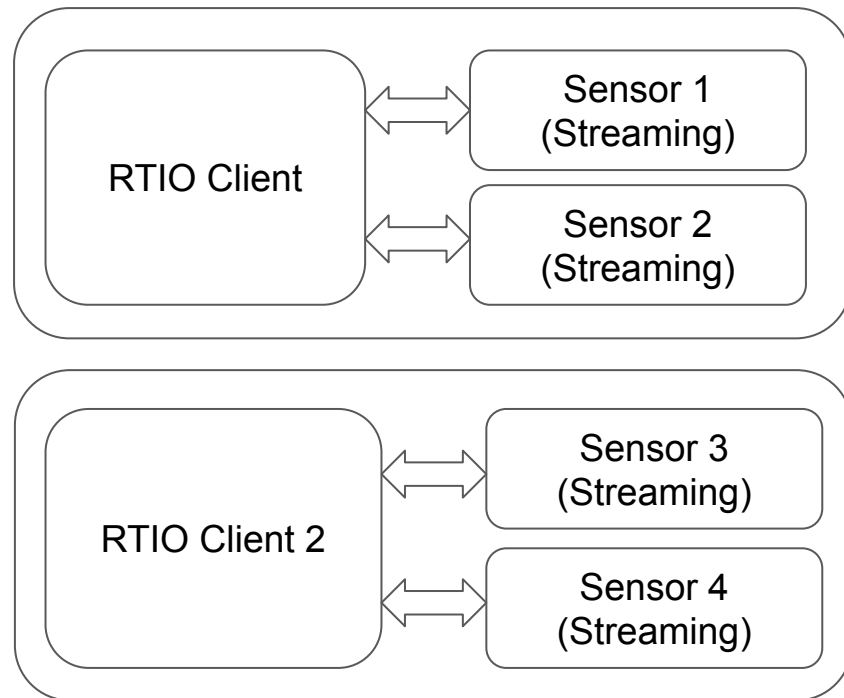 RTIO Client
Sensor 1
(Streaming)
Sensor 2
(Streaming)
RTIO Client 2
Sensor 3
(Streaming)
Sensor 4
(Streaming)